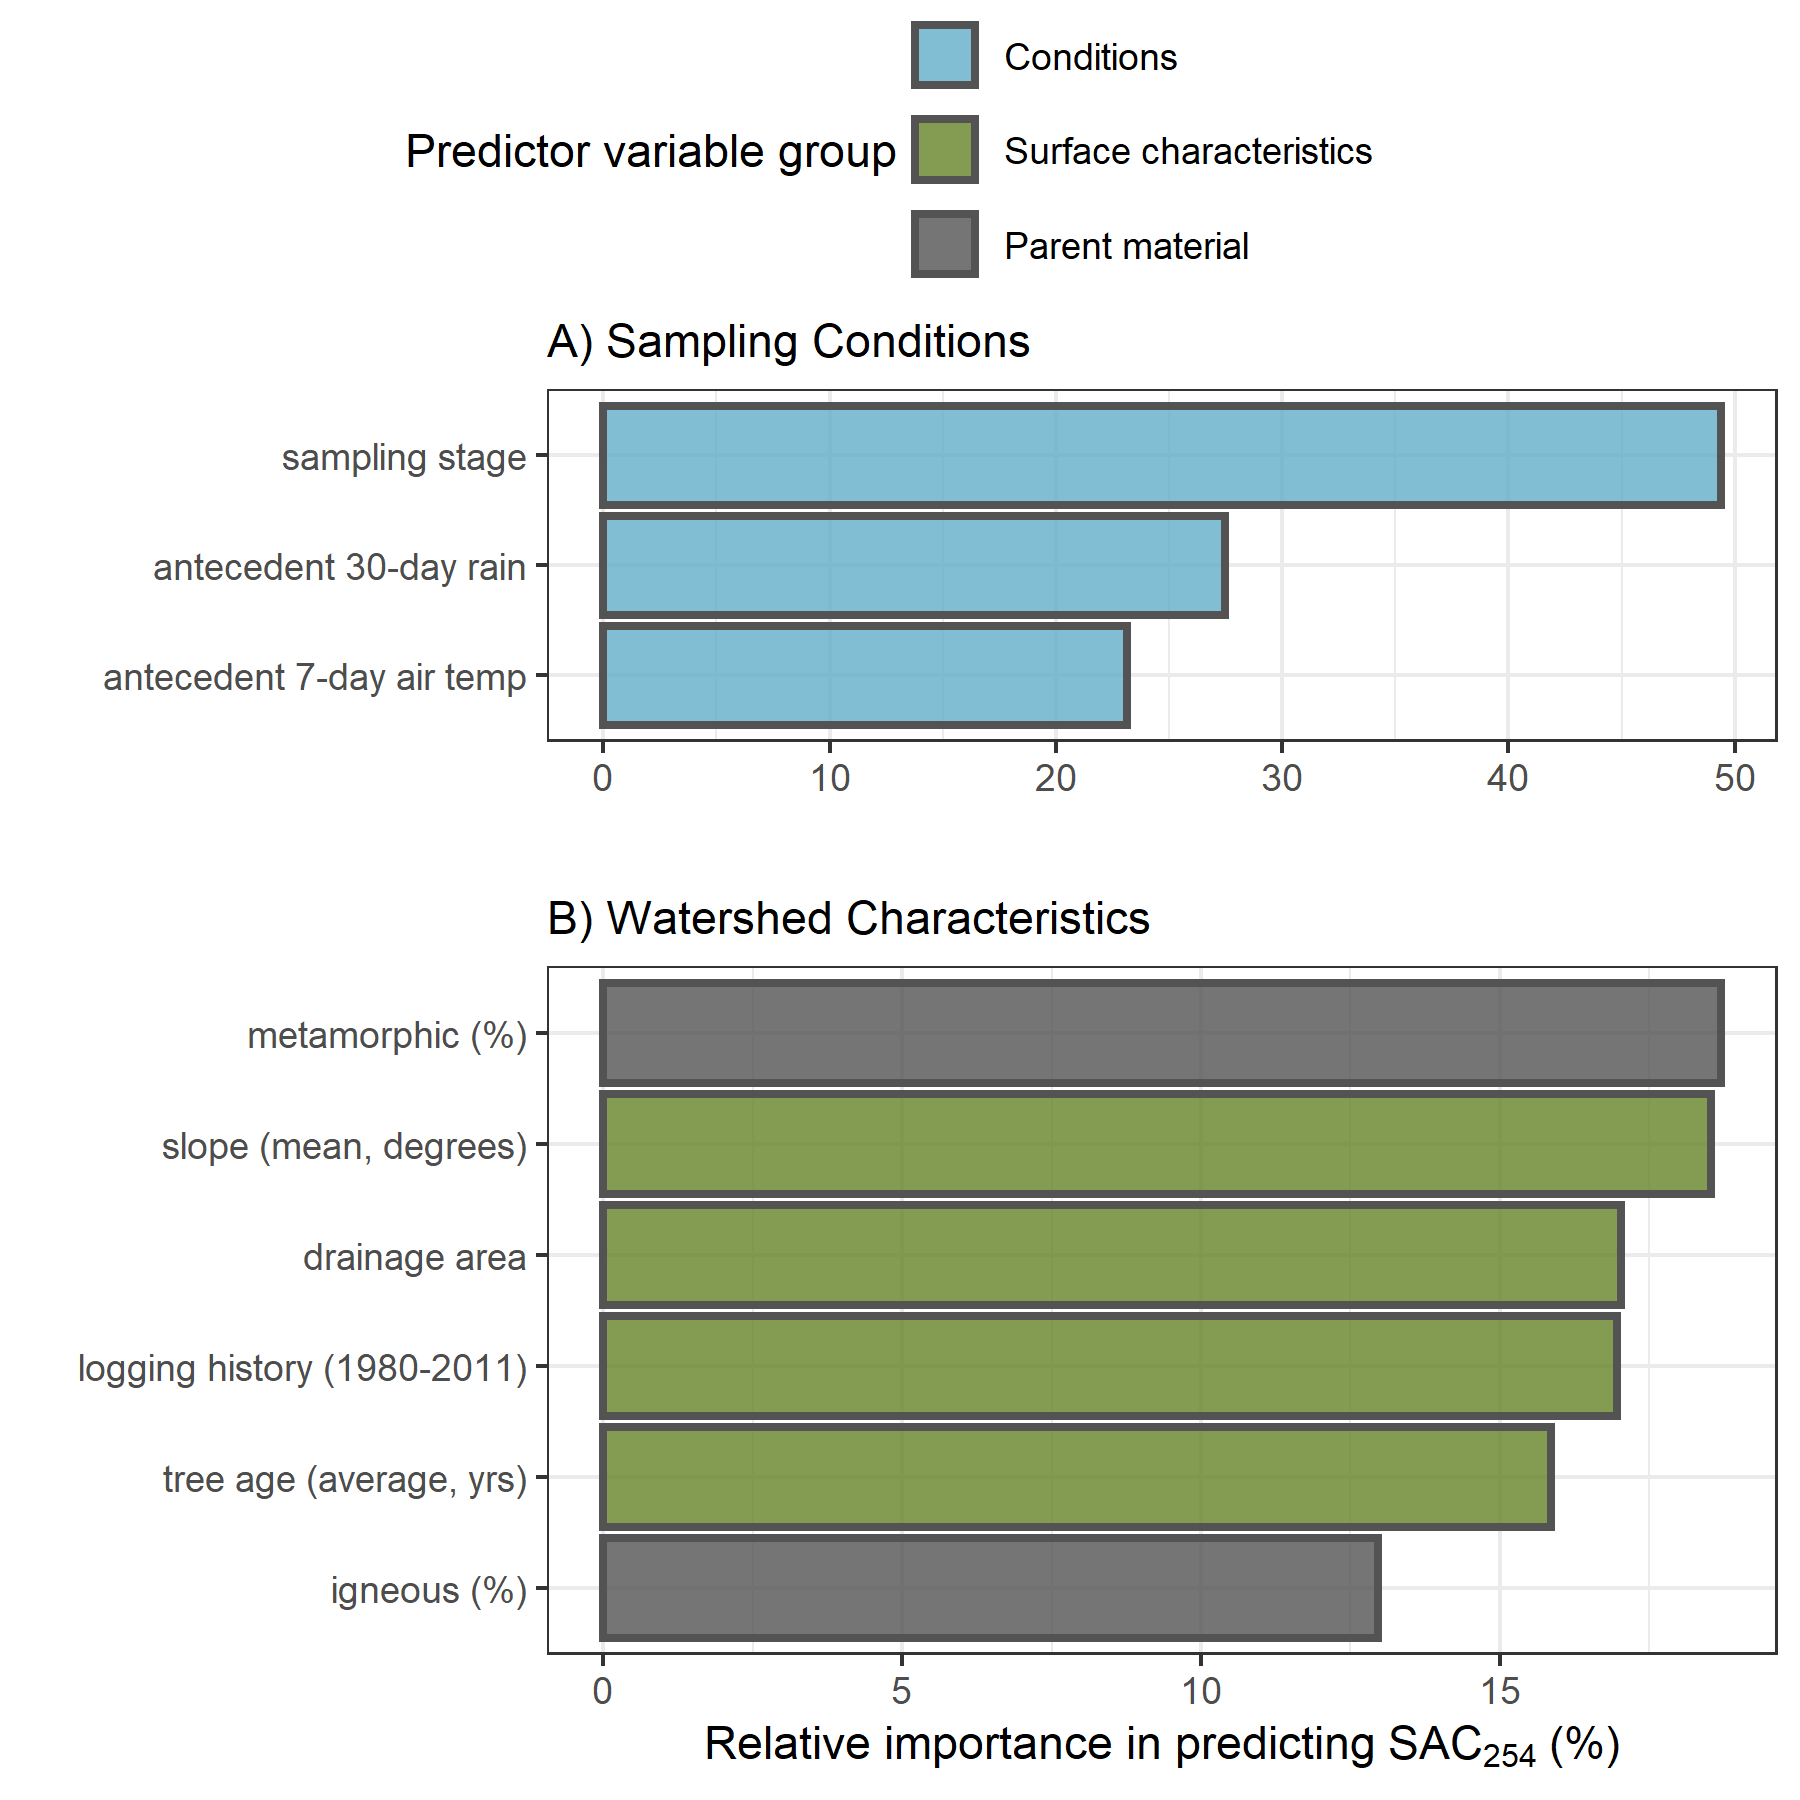 Conditions
Predictor variable group
Surface characteristics
Parent material
A) Sampling Conditions
sampling stage
antecedent 30-day rain
antecedent 7-day air temp
0 10 20 30 40 50
B) Watershed Characteristics
metamorphic (%)
slope (mean, degrees)
drainage area
logging history (1980-2011)
tree age (average, yrs)
igneous (%)
0 5 10 15
Relative importance in predicting SAC₂₅₄ (%)